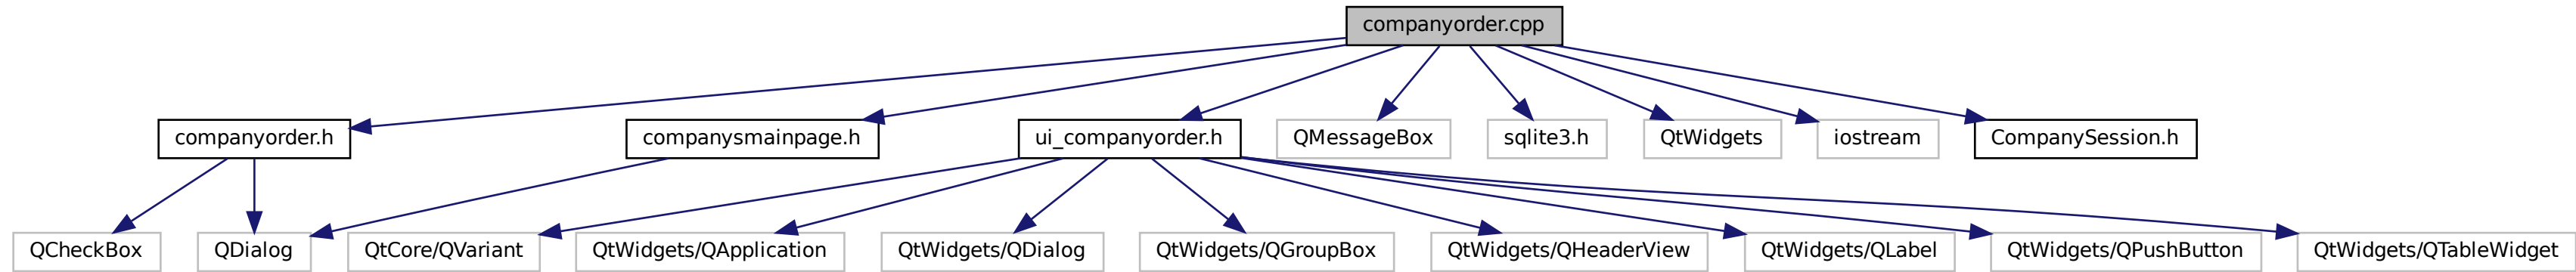 companyorder.cpp
companyorder.h
companysmainpage.h
ui_companyorder.h
QMessageBox
sqlite3.h
QtWidgets
iostream
CompanySession.h
QCheckBox
QDialog
QtCore/QVariant
QtWidgets/QApplication
QtWidgets/QDialog
QtWidgets/QGroupBox
QtWidgets/QHeaderView
QtWidgets/QLabel
QtWidgets/QPushButton
QtWidgets/QTableWidget